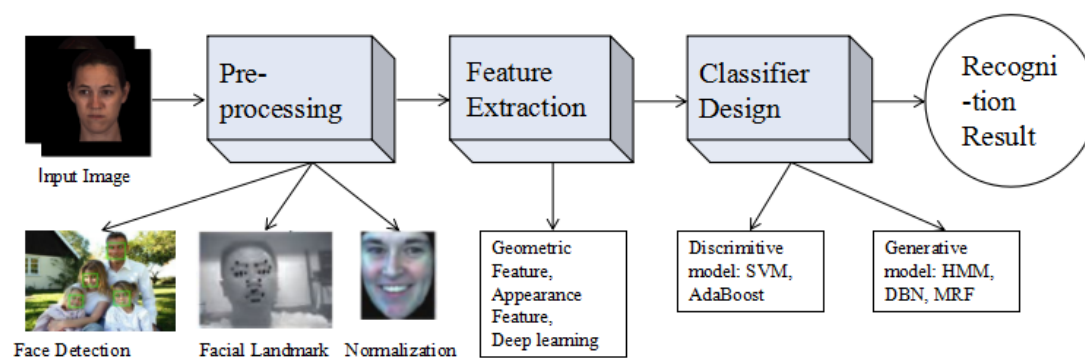 Pre-
processing
Feature
Extraction
Classifier
Design
Recogni
-tion
Result
Input Image
Face Detection
Facial Landmark
Normalization
Geometric
Feature,
Appearance
Feature,
Deep learning
Discrimitive
model: SVM,
AdaBoost
Generative
model: HMM,
DBN, MRF